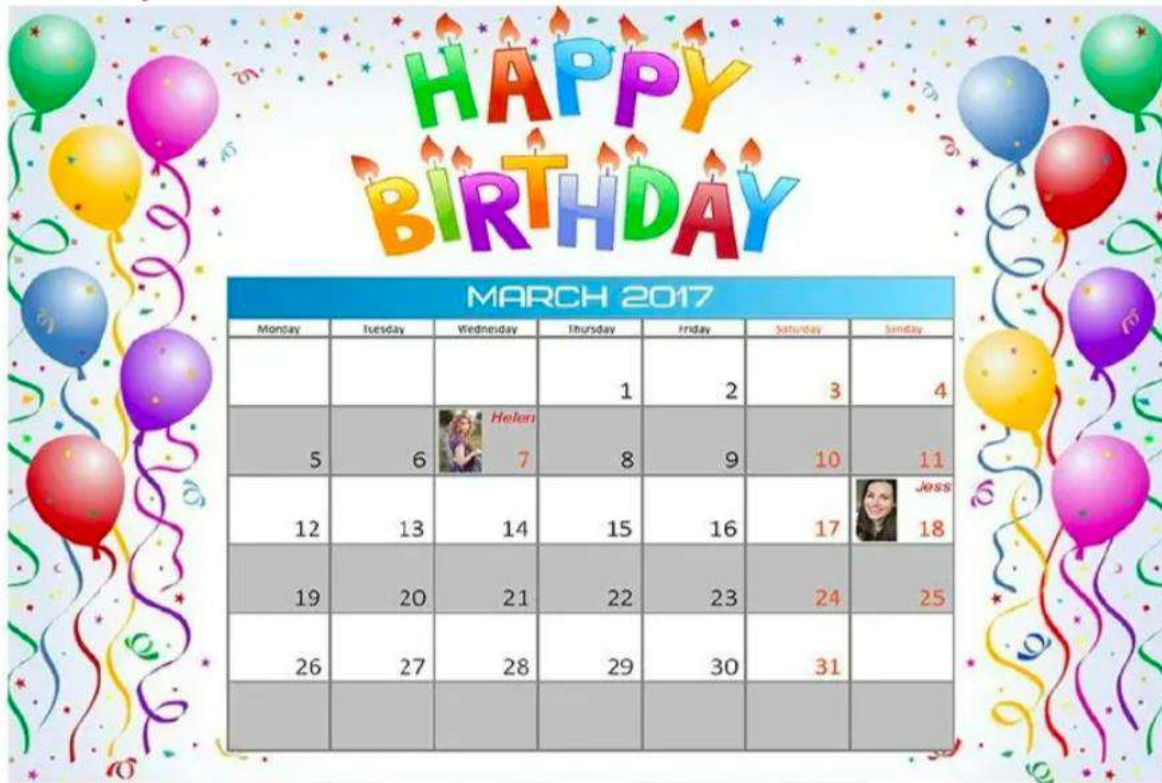 HAPPY
BIRTHDAY
MARCH 2017
Monday Tuesday Wednesday Thursday Friday Saturday Sunday
1 2 3 4
Helen
5 6 7 8 9 10 11
Jess
12 13 14 15 16 17 18
19 20 21 22 23 24 25
26 27 28 29 30 31